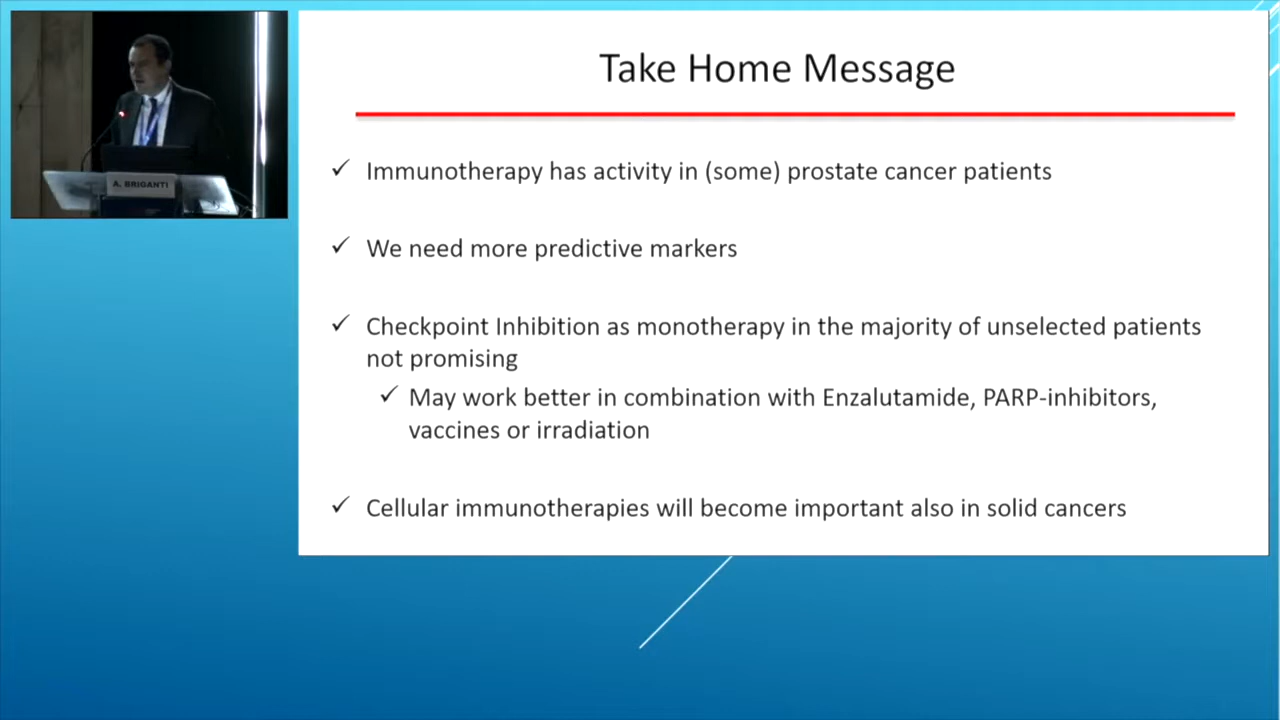 Take Home Message
A. BRIGANTI
✓ Immunotherapy has activity in (some) prostate cancer patients
✓ We need more predictive markers
✓ Checkpoint Inhibition as monotherapy in the majority of unselected patients
not promising
✓ May work better in combination with Enzalutamide, PARP-inhibitors,
vaccines or irradiation
✓ Cellular immunotherapies will become important also in solid cancers